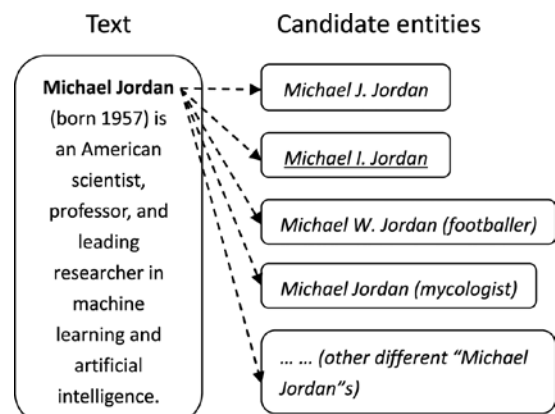 Text
Candidate entities
Michael Jordan
(born 1957) is
an American
scientist,
professor, and
leading
researcher in
machine
learning and
artificial
intelligence.
Michael J. Jordan
Michael I. Jordan
Michael W. Jordan (footballer)
Michael Jordan (mycologist)
... ... (other different “Michael
Jordan”s)